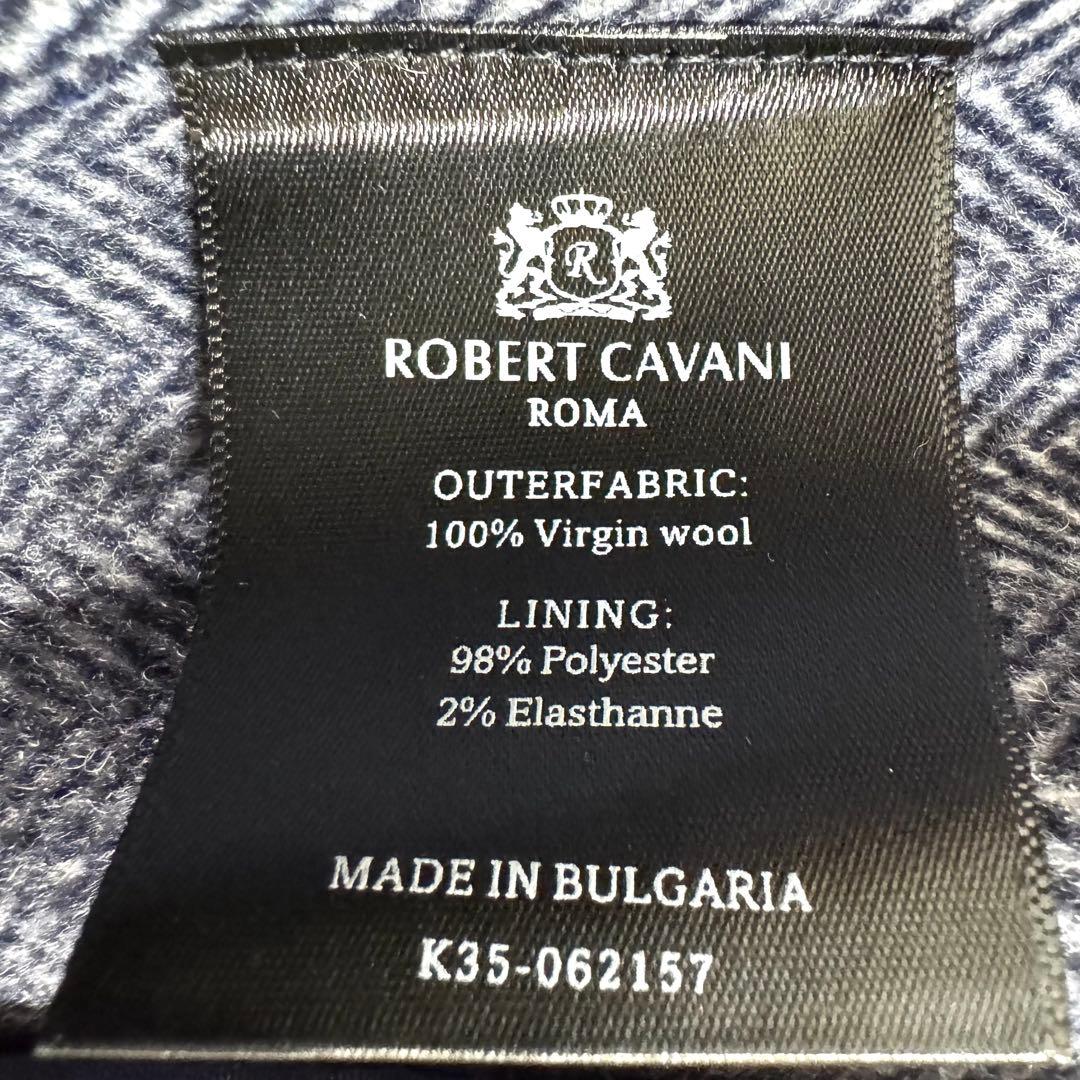 R
ROBERT CAVANI
ROMA
OUTERFABRIC:
100% Virgin wool
LINING:
98% Polyester
2% Elasthanne
MADE IN BULGARIA
K35-062157